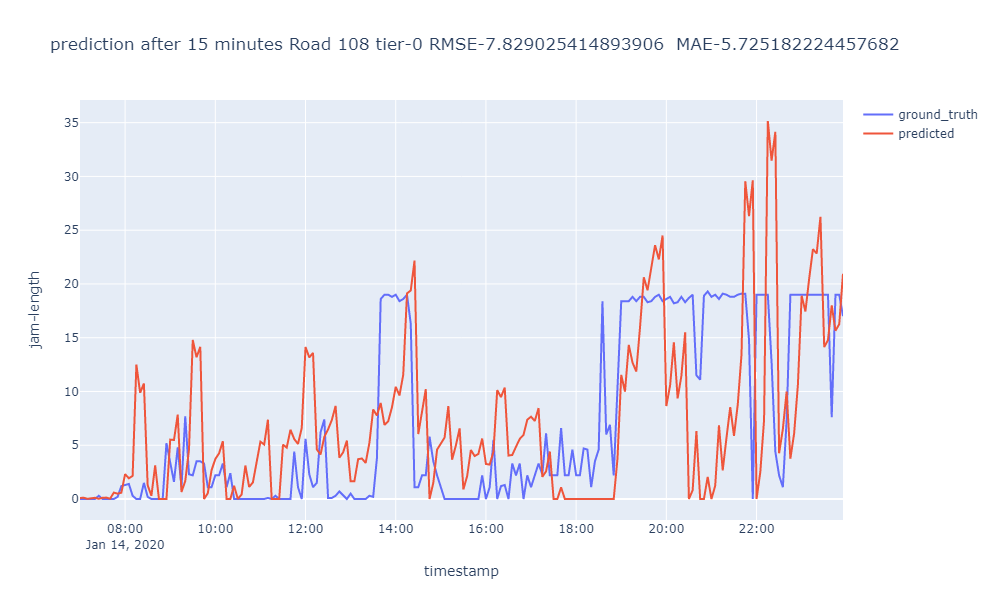 prediction after 15 minutes Road 108 tier-0 RMSE-7.829025414893906  MAE-5.725182224457682
ground_truth
predicted
jam-length
35
30
25
20
15
10
5
0
08:00 10:00 12:00 14:00 16:00 18:00 20:00 22:00
Jan 14, 2020
timestamp